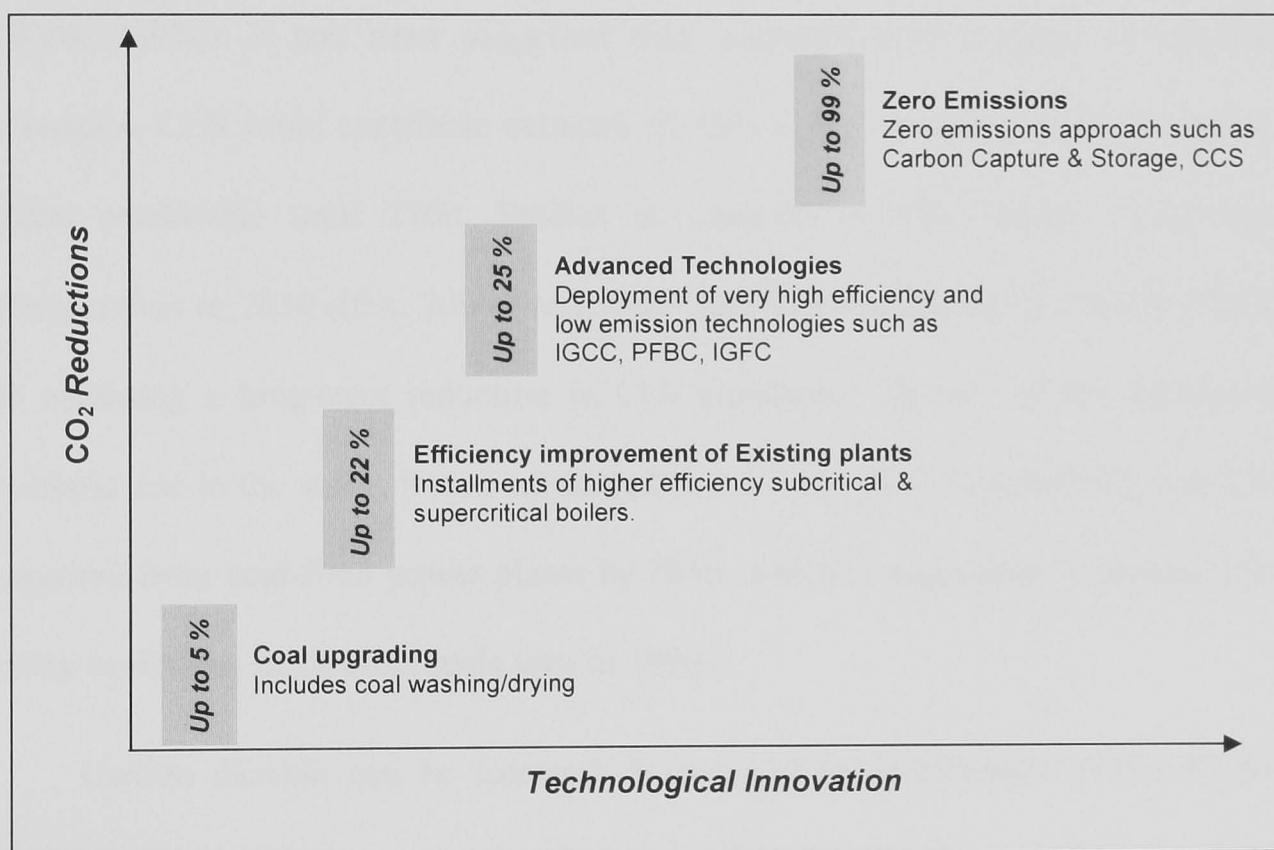 Up to 99 %
Zero Emissions
Zero emissions approach such as
Carbon Capture & Storage, CCS
Up to 25 %
Advanced Technologies
Deployment of very high efficiency and
low emission technologies such as
IGCC, PFBC, IGFC
Up to 22 %
Efficiency improvement of Existing plants
Installments of higher efficiency subcritical &
supercritical boilers.
Up to 5 %
Coal upgrading
Includes coal washing/drying
CO₂ Reductions
Technological Innovation